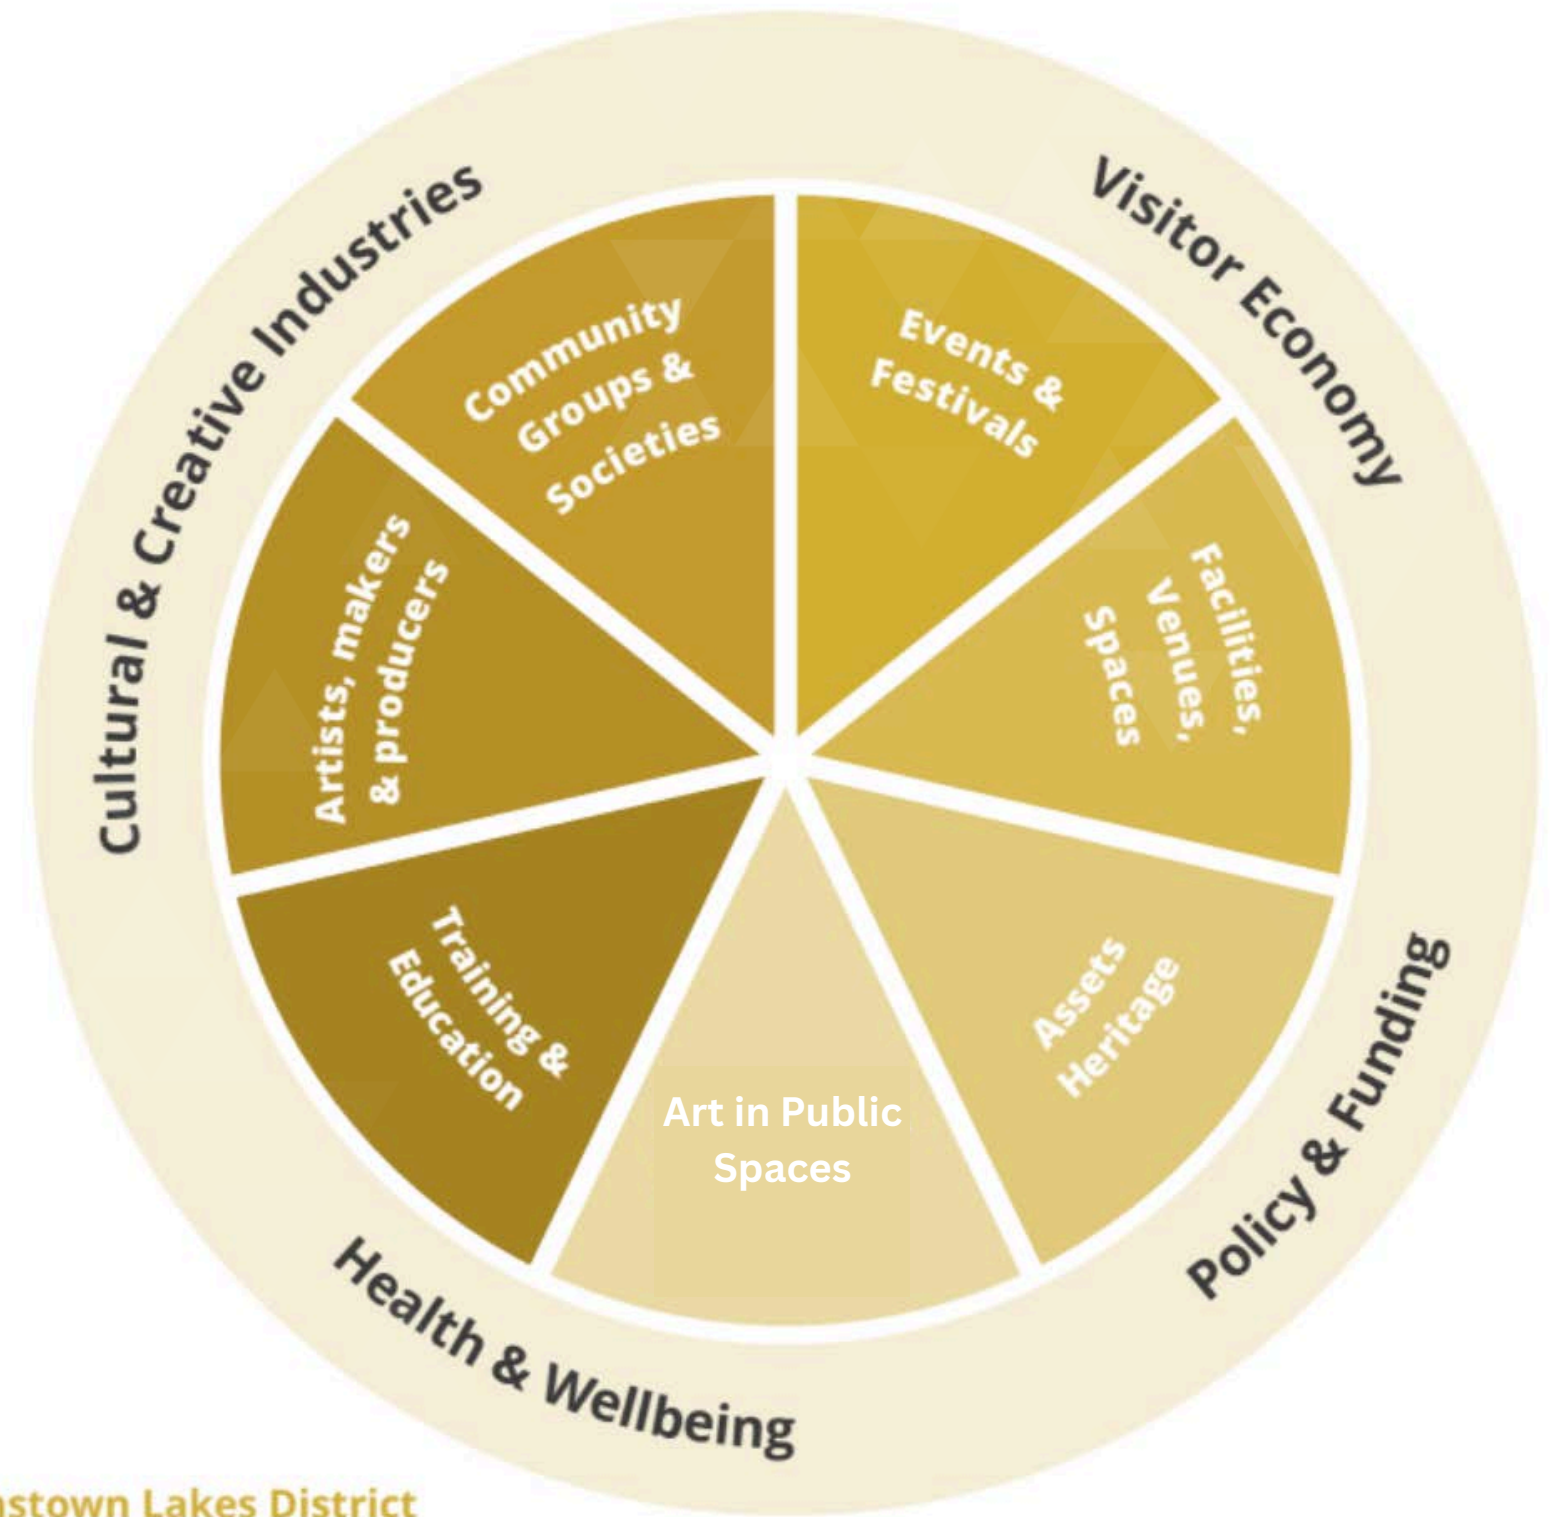 Cultural & Creative Industries
Visitor Economy
Policy & Funding
Health & Wellbeing
Community
Groups &
Societies
Events &
Festivals
Facilities,
Venues,
Spaces
Assets
Heritage
Art in Public
Spaces
Training &
Education
Artists, makers
& producers
Lakes District